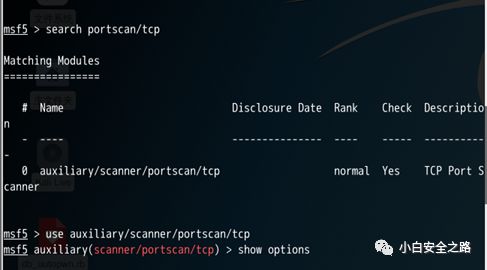 msf5 > search portscan/tcp
Matching Modules
================
#  Name                                Disclosure Date  Rank    Check  Descriptio
n
-  ----                                ---------------  ----    -----  ----------
-
0  auxiliary/scanner/portscan/tcp                       normal  Yes    TCP Port S
canner
msf5 > use auxiliary/scanner/portscan/tcp
msf5 auxiliary(scanner/portscan/tcp) > show options
小白安全之路